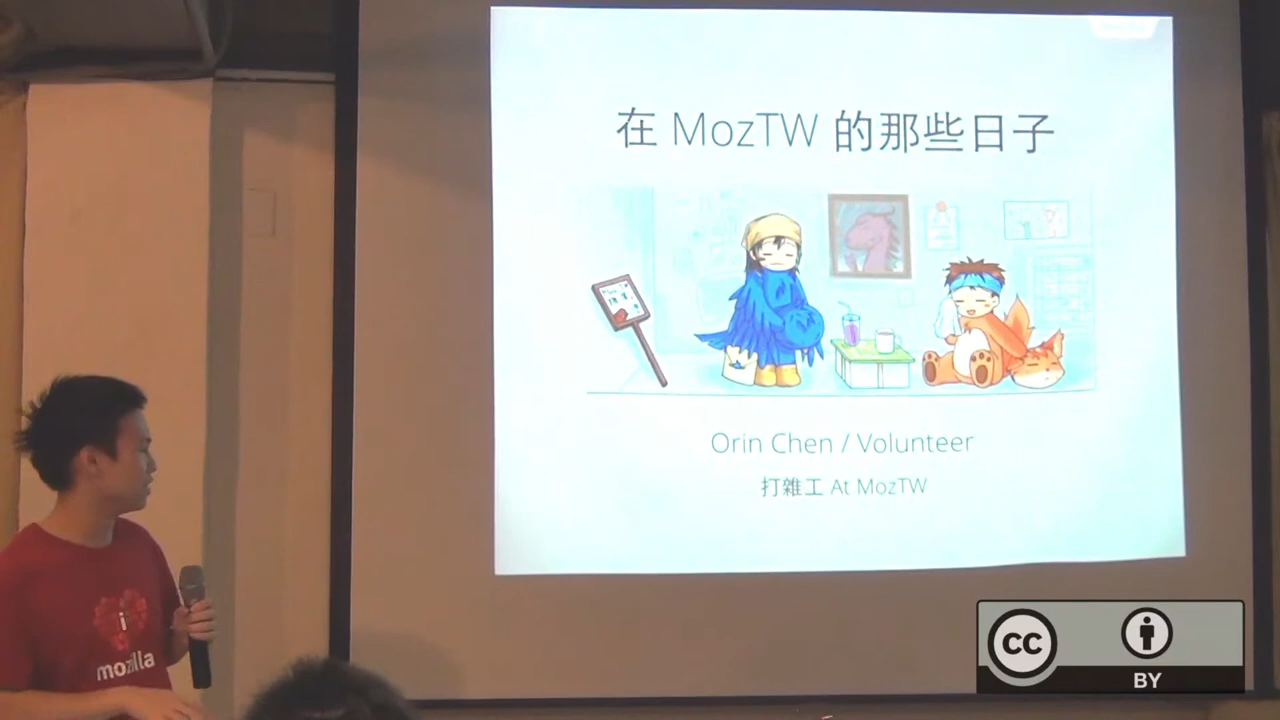 在 MozTW 的那些日子
Orin Chen / Volunteer
打雜工 At MozTW
i
mozilla
cc
BY